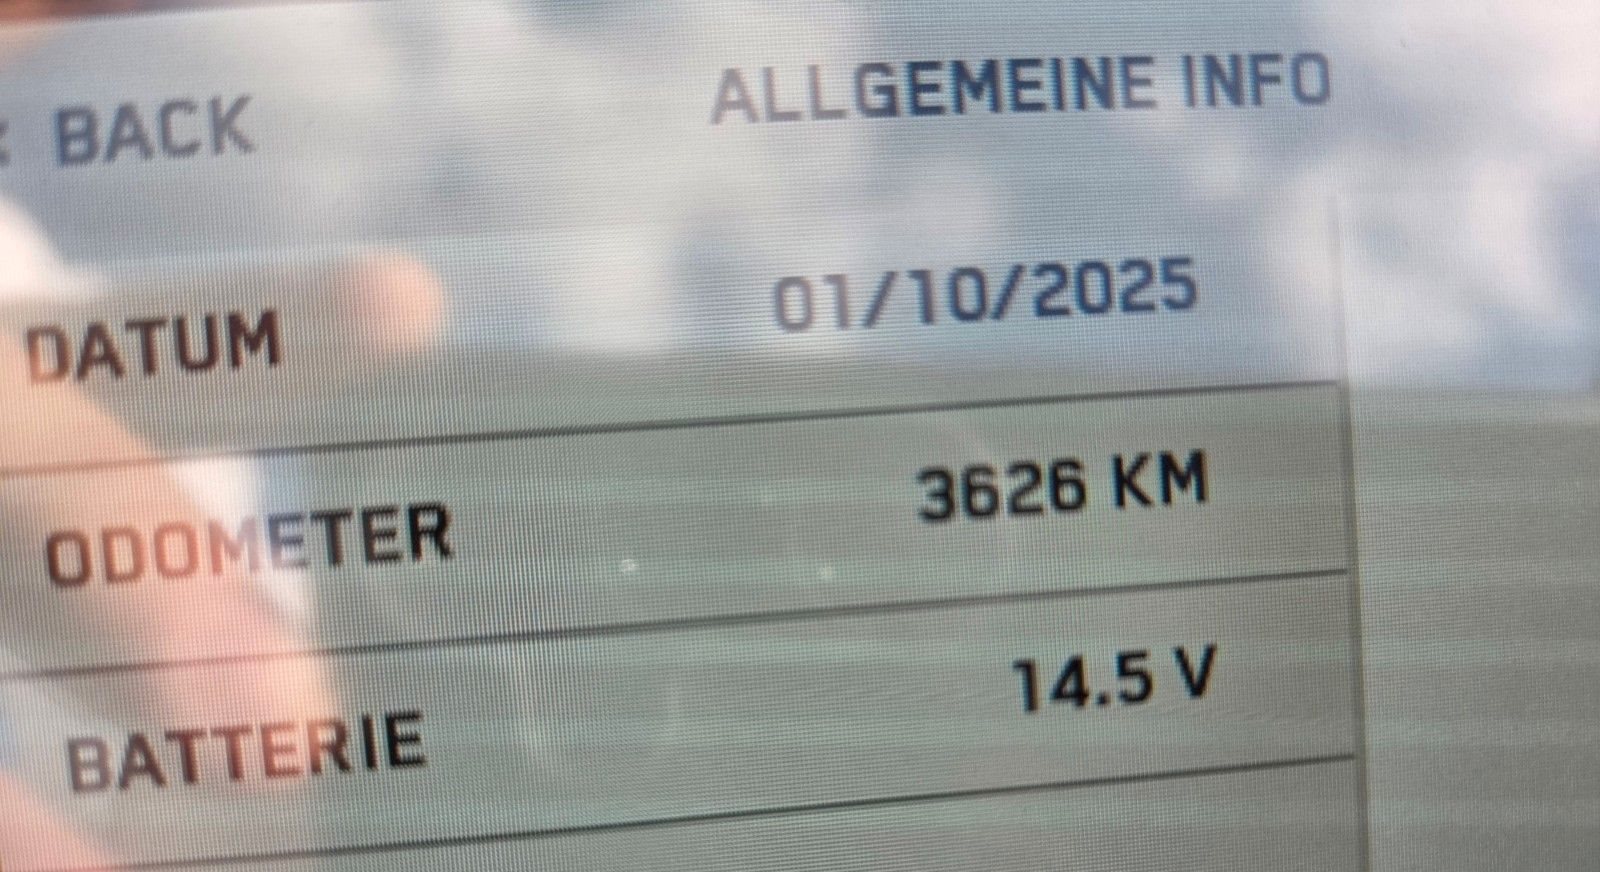 < BACK
ALLGEMEINE INFO
DATUM 01/10/2025
ODOMETER 3626 KM
BATTERIE 14.5 V